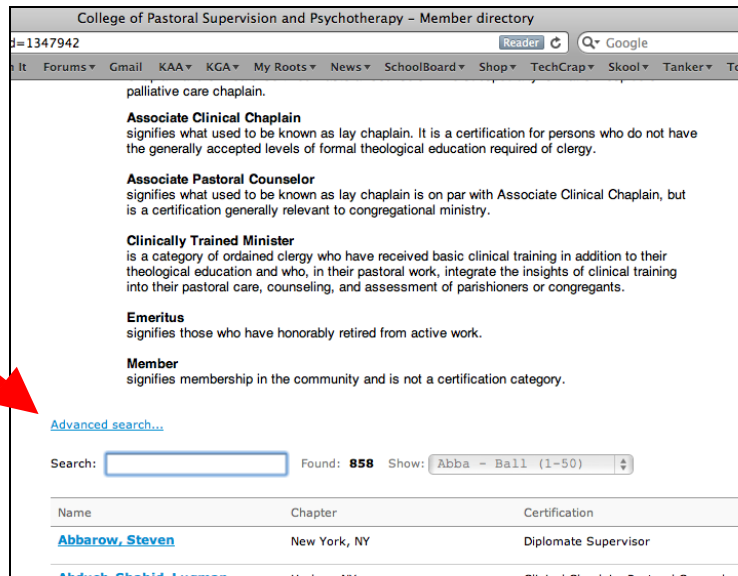 College of Pastoral Supervision and Psychotherapy – Member directory
d=1347942 Reader Google
It Forums Gmail KAA KGA My Roots News SchoolBoard Shop TechCrap Skool Tanker
palliative care chaplain.
Associate Clinical Chaplain
signifies what used to be known as lay chaplain. It is a certification for persons who do not have
the generally accepted levels of formal theological education required of clergy.
Associate Pastoral Counselor
signifies what used to be known as lay chaplain is on par with Associate Clinical Chaplain, but
is a certification generally relevant to congregational ministry.
Clinically Trained Minister
is a category of ordained clergy who have received basic clinical training in addition to their
theological education and who, in their pastoral work, integrate the insights of clinical training
into their pastoral care, counseling, and assessment of parishioners or congregants.
Emeritus
signifies those who have honorably retired from active work.
Member
signifies membership in the community and is not a certification category.
Advanced search...
Search: Found: 858 Show: Abba - Ball (1-50)
Name Chapter Certification
Abbarow, Steven New York, NY Diplomate Supervisor